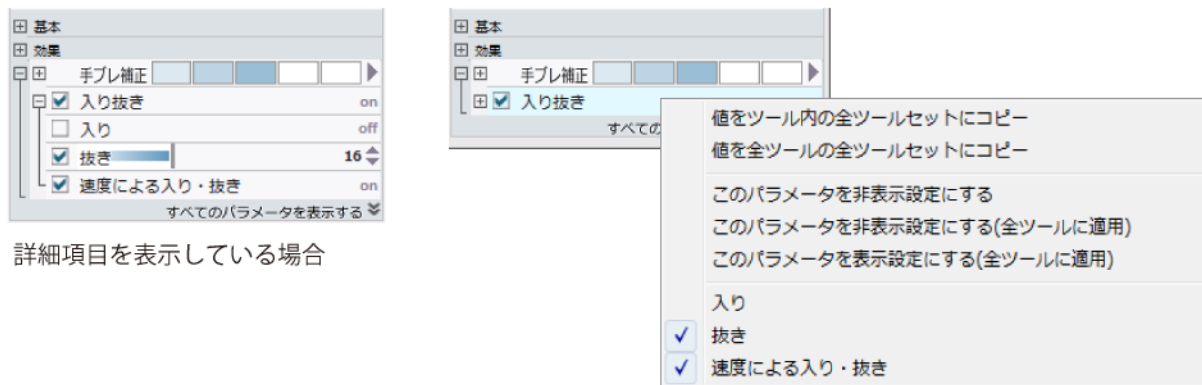 基本
効果
手ブレ補正
入り抜き on
入り off
抜き 16
速度による入り・抜き on
すべてのパラメータを表示する
詳細項目を表示している場合
基本
効果
手ブレ補正
入り抜き
すべての
値をツール内の全ツールセットにコピー
値を全ツールの全ツールセットにコピー
このパラメータを非表示設定にする
このパラメータを非表示設定にする(全ツールに適用)
このパラメータを表示設定にする(全ツールに適用)
入り
抜き
速度による入り・抜き